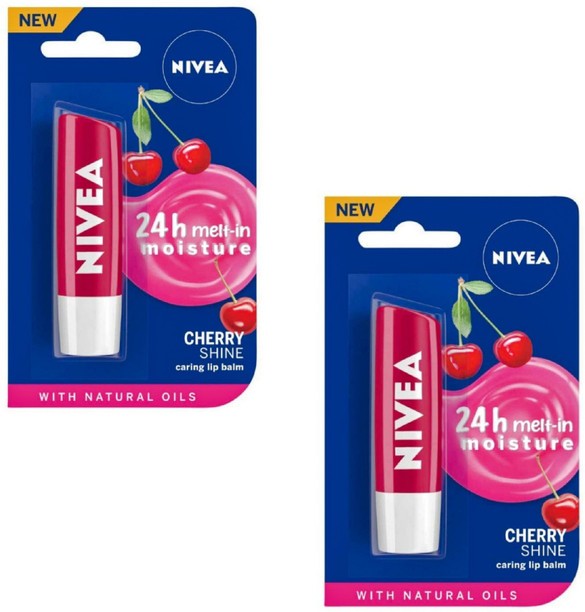 NEW
NIVEA
NIVEA
24h melt-in
moisture
CHERRY
SHINE
caring lip balm
WITH NATURAL OILS
NEW
NIVEA
NIVEA
24h melt-in
moisture
CHERRY
SHINE
caring lip balm
WITH NATURAL OILS